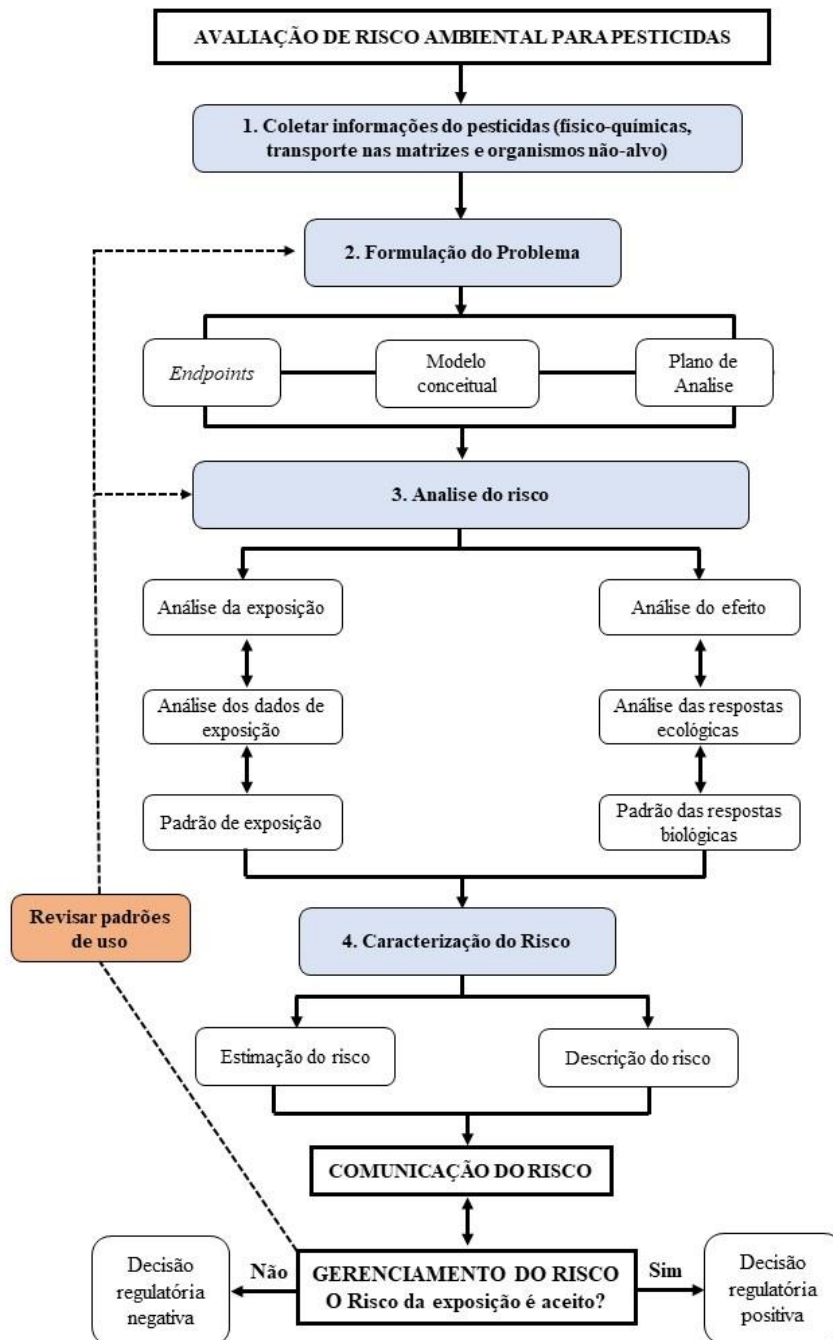 AVALIAÇÃO DE RISCO AMBIENTAL PARA PESTICIDAS
1. Coletar informações do pesticidas (físico-químicas,
transporte nas matrizes e organismos não-alvo)
2. Formulação do Problema
Endpoints
Modelo
conceitual
Plano de
Analise
3. Analise do risco
Análise da exposição
Análise do efeito
Análise dos dados de
exposição
Análise das respostas
ecológicas
Padrão de exposição
Padrão das respostas
biológicas
Revisar padrões
de uso
4. Caracterização do Risco
Estimação do risco
Descrição do risco
COMUNICAÇÃO DO RISCO
Decisão
regulatória
negativa
Não
GERENCIAMENTO DO RISCO
O Risco da exposição é aceito?
Sim
Decisão
regulatória
positiva